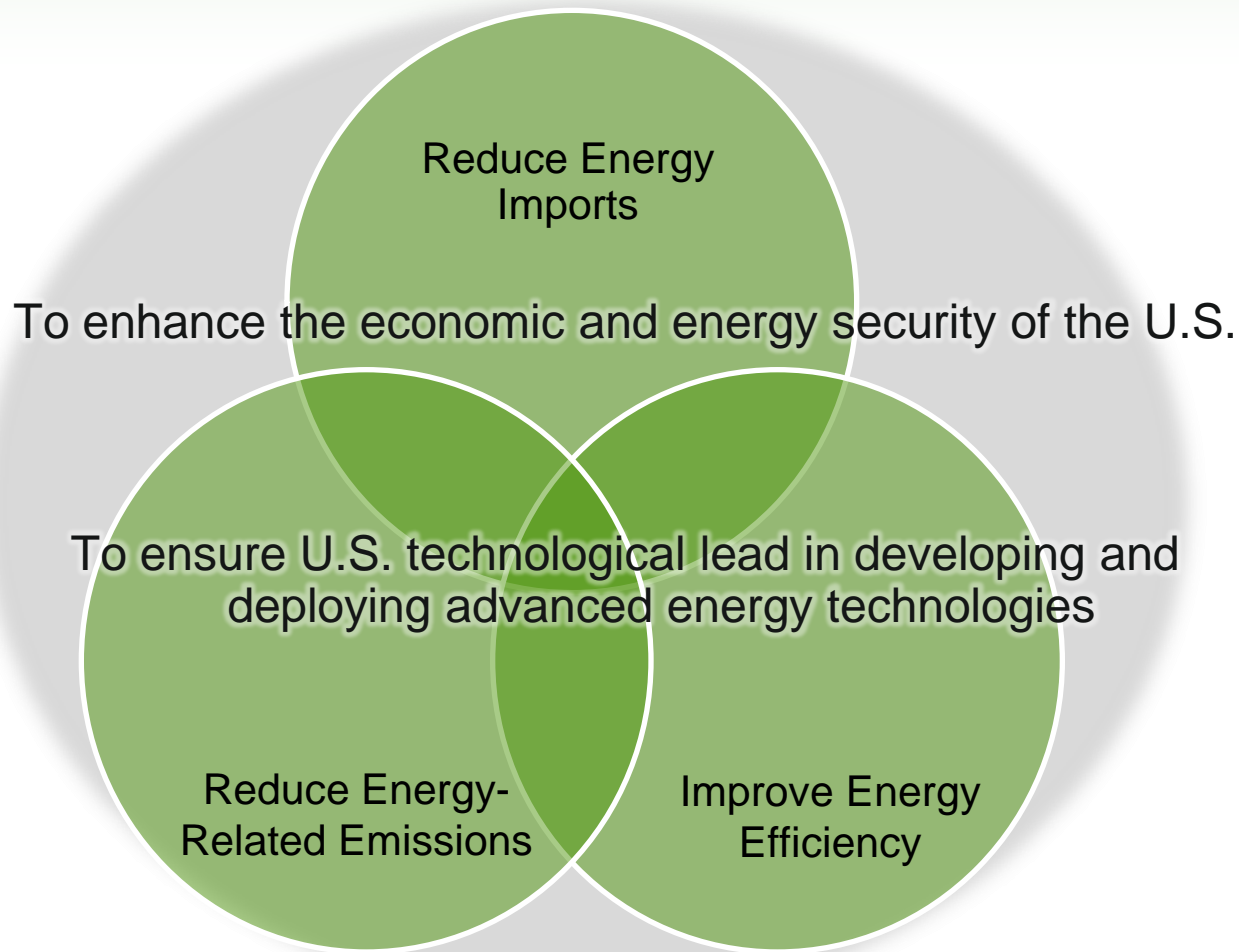 Reduce Energy
Imports
To enhance the economic and energy security of the U.S.
To ensure U.S. technological lead in developing and
deploying advanced energy technologies
Reduce Energy-
Related Emissions
Improve Energy
Efficiency